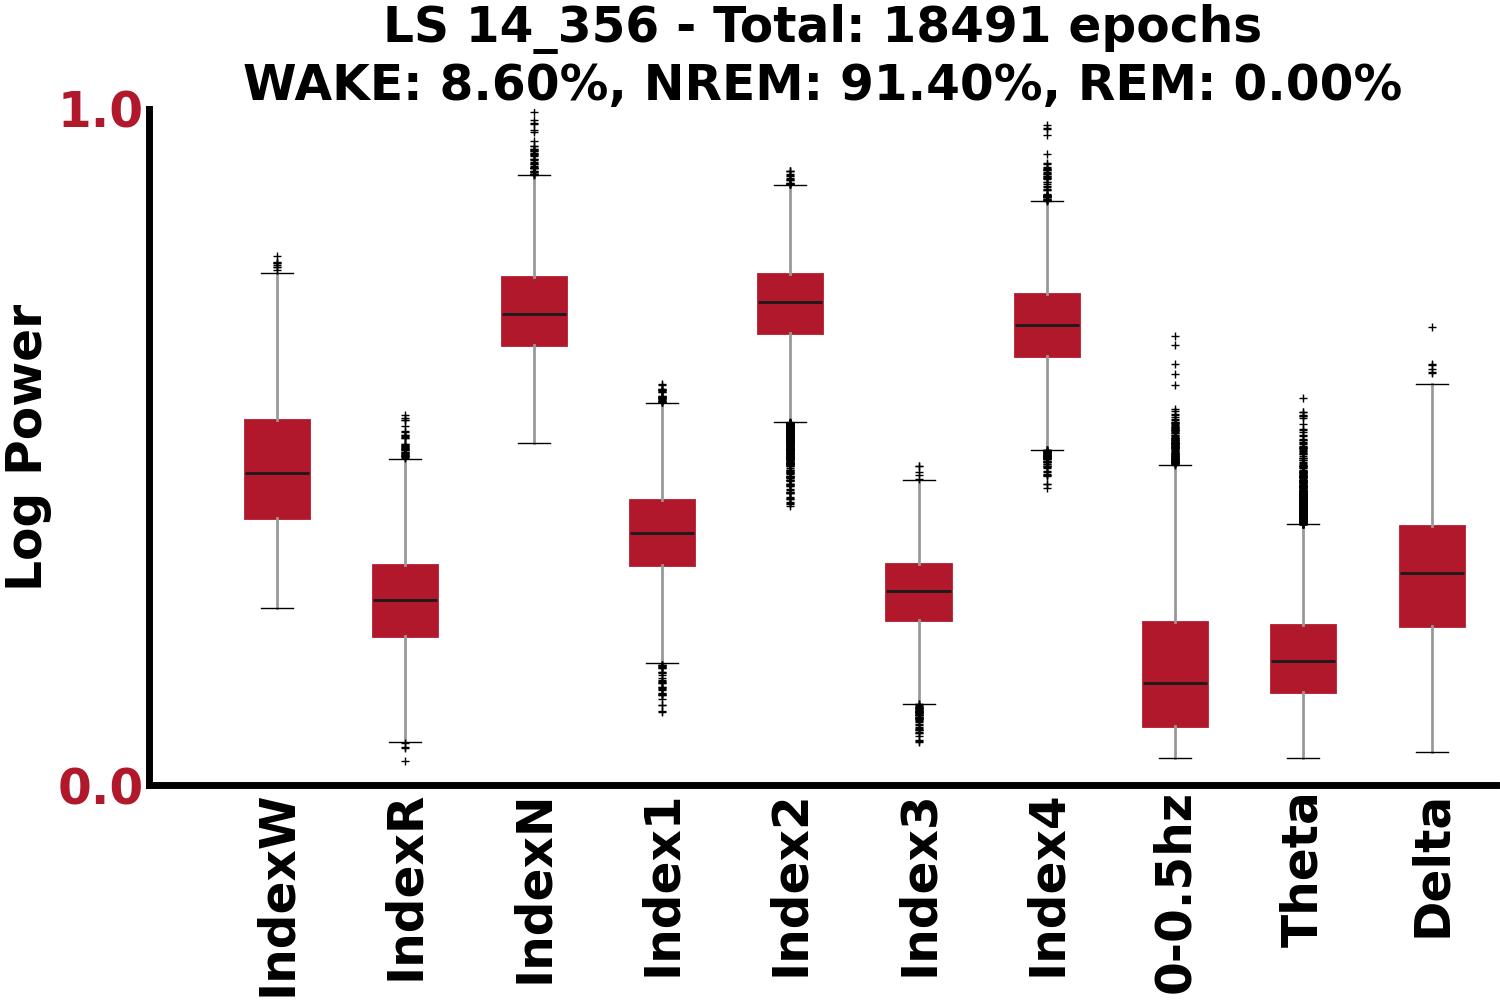 LS 14_356 - Total: 18491 epochs
WAKE: 8.60%, NREM: 91.40%, REM: 0.00%
1.0
Log Power
0.0
IndexW
IndexR
IndexN
Index1
Index2
Index3
Index4
0-0.5hz
Theta
Delta